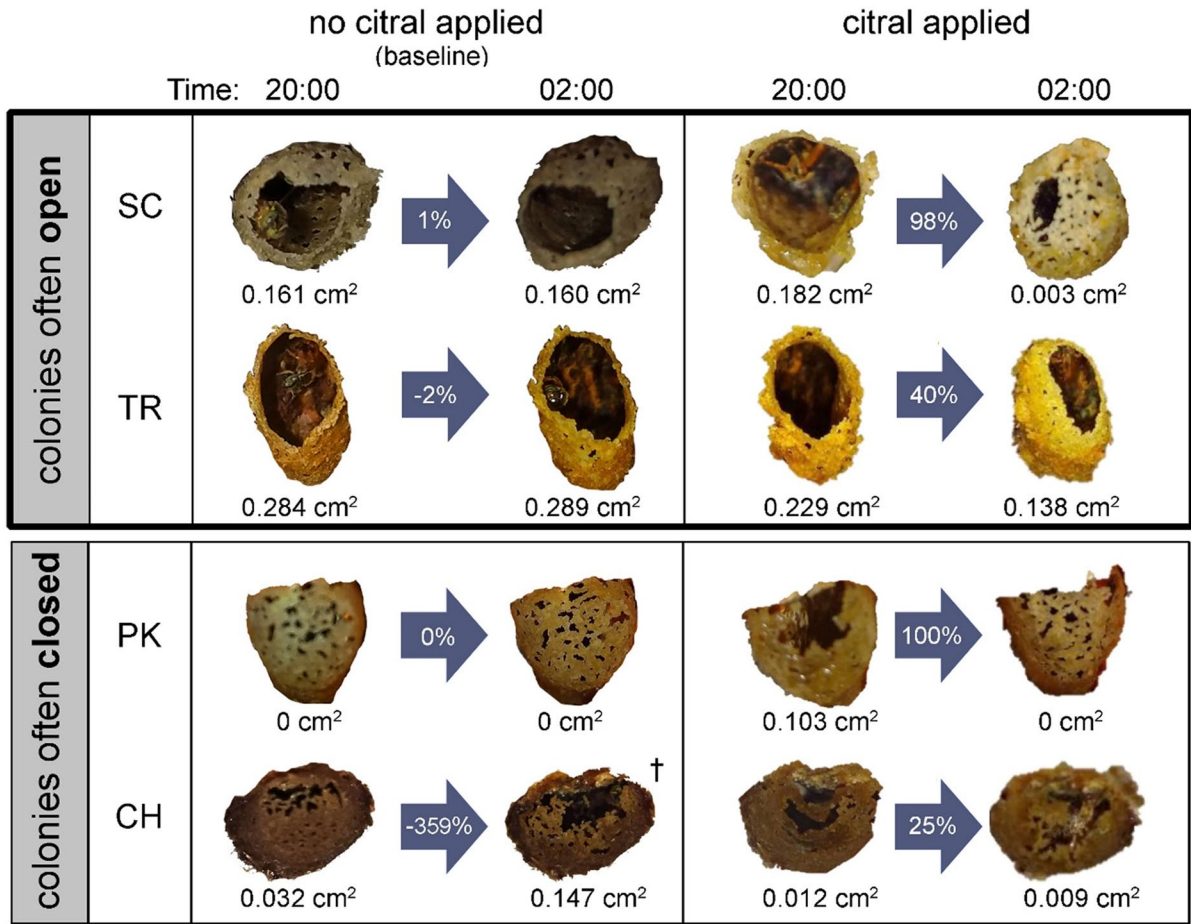 no citral applied
(baseline)
citral applied
Time: 20:00 02:00 20:00 02:00
colonies often open
SC
1%
98%
0.161 cm² 0.160 cm² 0.182 cm² 0.003 cm²
TR
-2%
40%
0.284 cm² 0.289 cm² 0.229 cm² 0.138 cm²
colonies often closed
PK
0%
100%
0 cm² 0 cm² 0.103 cm² 0 cm²
†
CH
-359%
25%
0.032 cm² 0.147 cm² 0.012 cm² 0.009 cm²